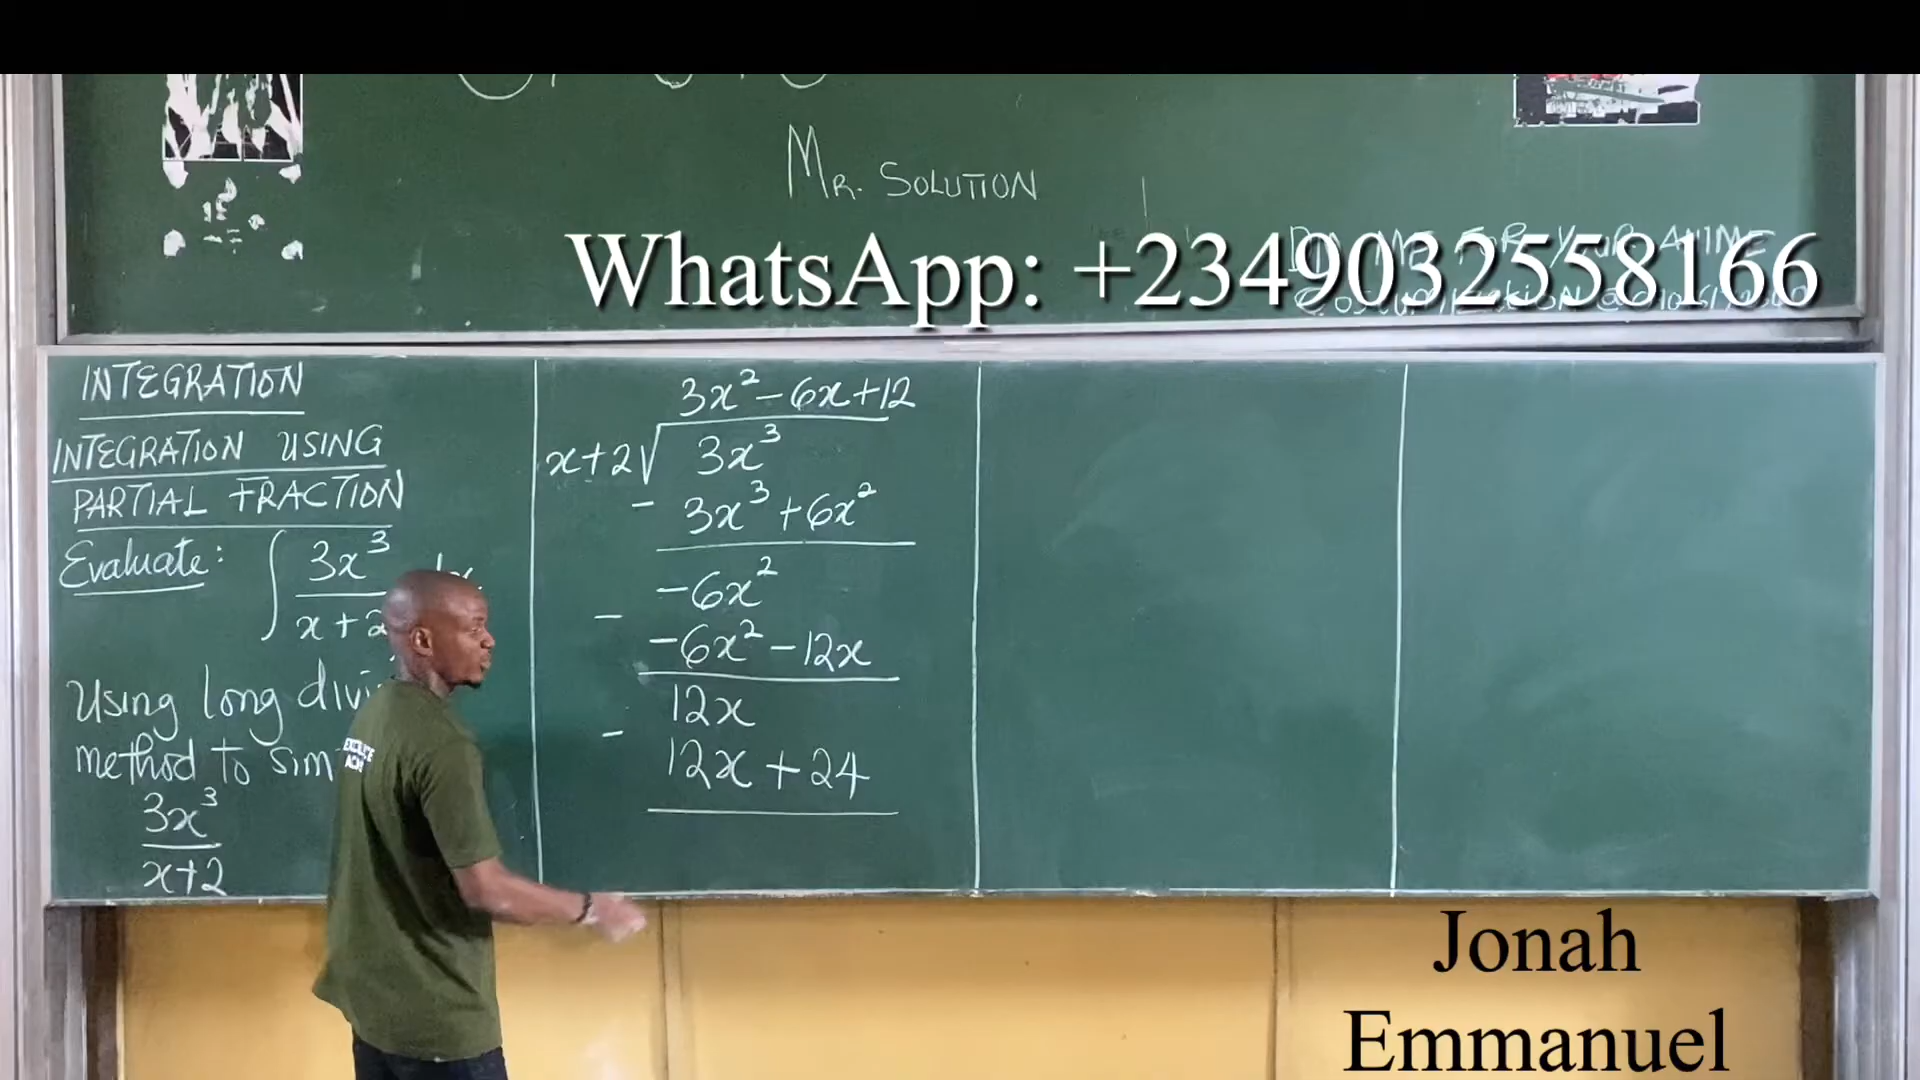 MR. SOLUTION
WhatsApp: +2349032558166
INTEGRATION
INTEGRATION USING
PARTIAL FRACTION
Evaluate: ∫ 3x³
x+2
Using long divi
method to sim
3x³
x+2
3x²-6x+12
x+2√ 3x³
- 3x³+6x²
-6x²
-
-6x²-12x
12x
-
12x+24
Jonah
Emmanuel